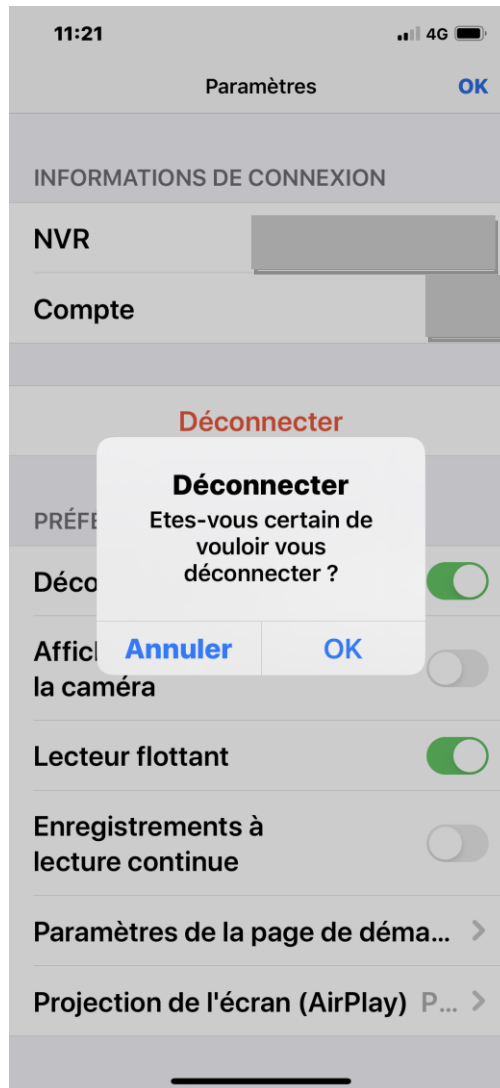 11:21
4G
Paramètres
OK
INFORMATIONS DE CONNEXION
NVR
Compte
Déconnecter
Déconnecter
Etes-vous certain de
vouloir vous
déconnecter ?
Annuler
OK
Lecteur flottant
la caméra
Enregistrements à
lecture continue
Paramètres de la page de déma...
Projection de l'écran (AirPlay) P...